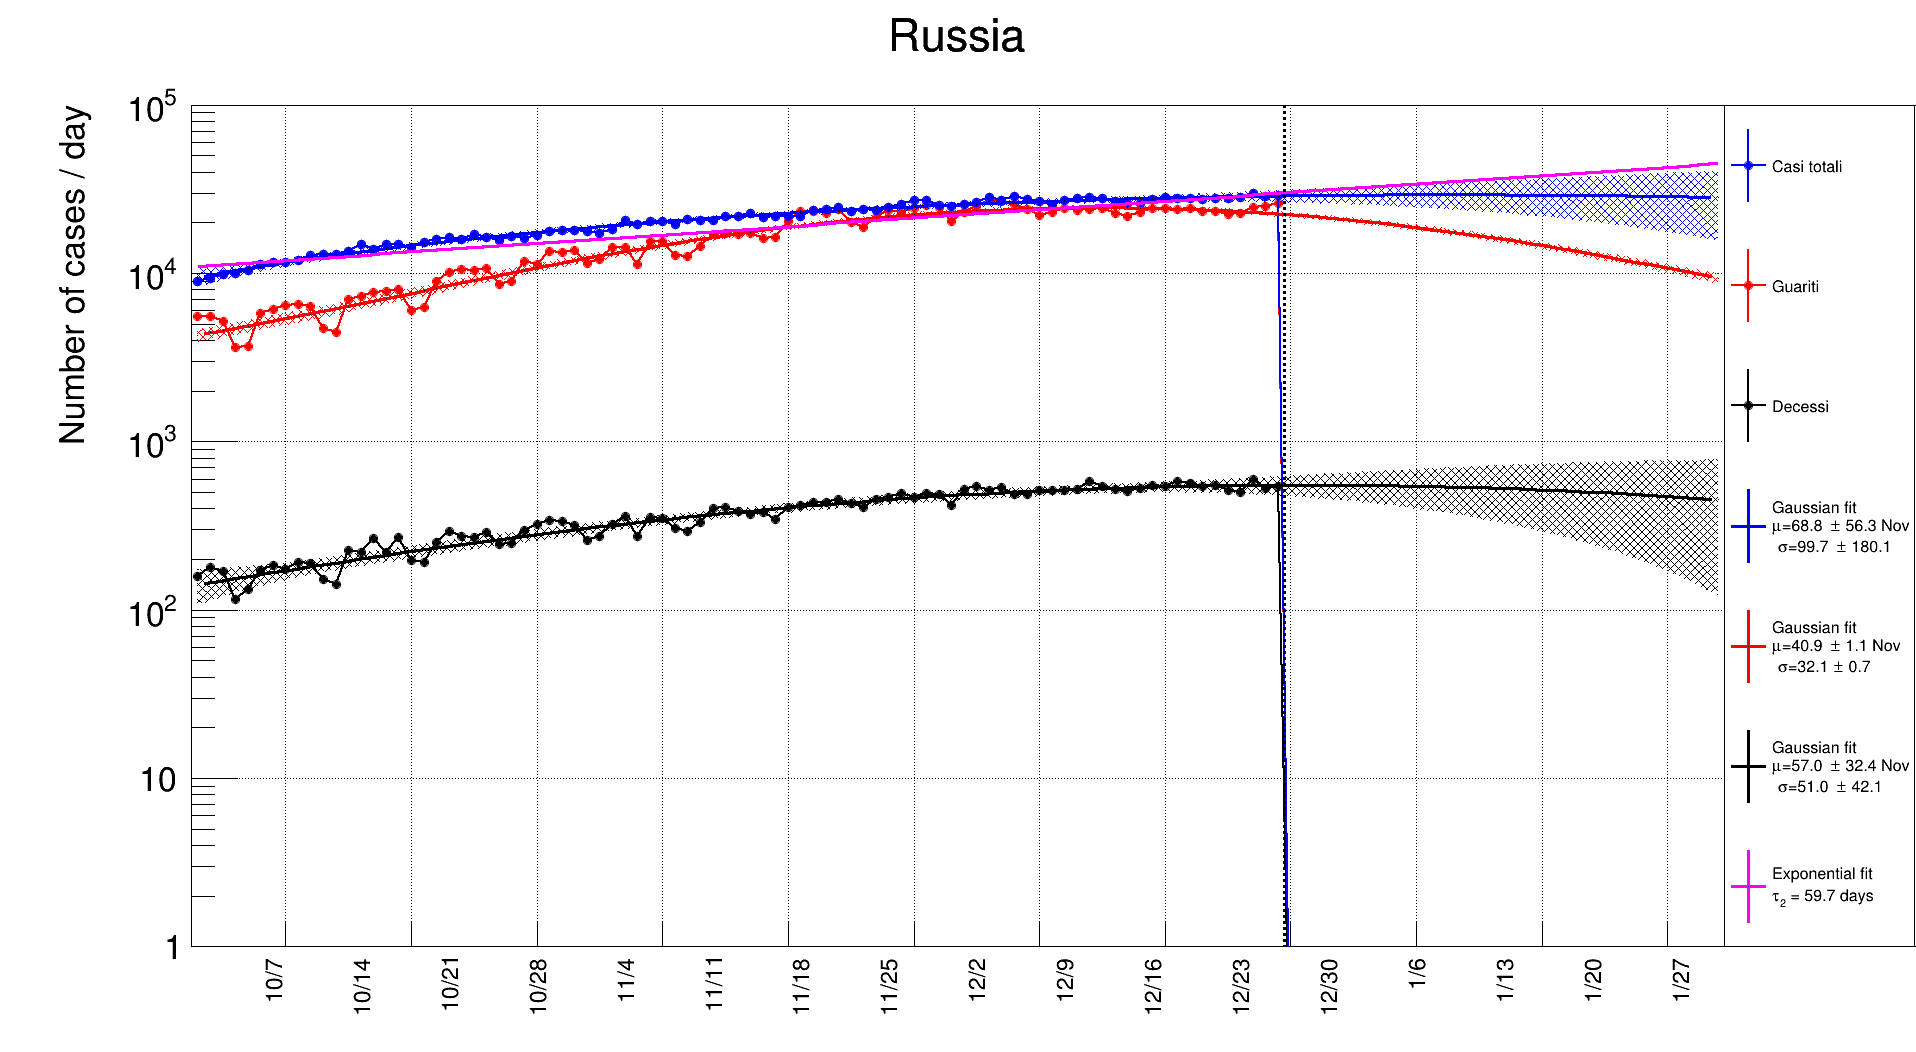 Russia
Number of cases / day
10^5
10^4
10^3
10^2
10
1
10/7
10/14
10/21
10/28
11/4
11/11
11/18
11/25
12/2
12/9
12/16
12/23
12/30
1/6
1/13
1/20
1/27
Casi totali
Guariti
Decessi
Gaussian fit
μ=68.8 ± 56.3 Nov
σ=99.7 ± 180.1
Gaussian fit
μ=40.9 ± 1.1 Nov
σ=32.1 ± 0.7
Gaussian fit
μ=57.0 ± 32.4 Nov
σ=51.0 ± 42.1
Exponential fit
τ₂ = 59.7 days